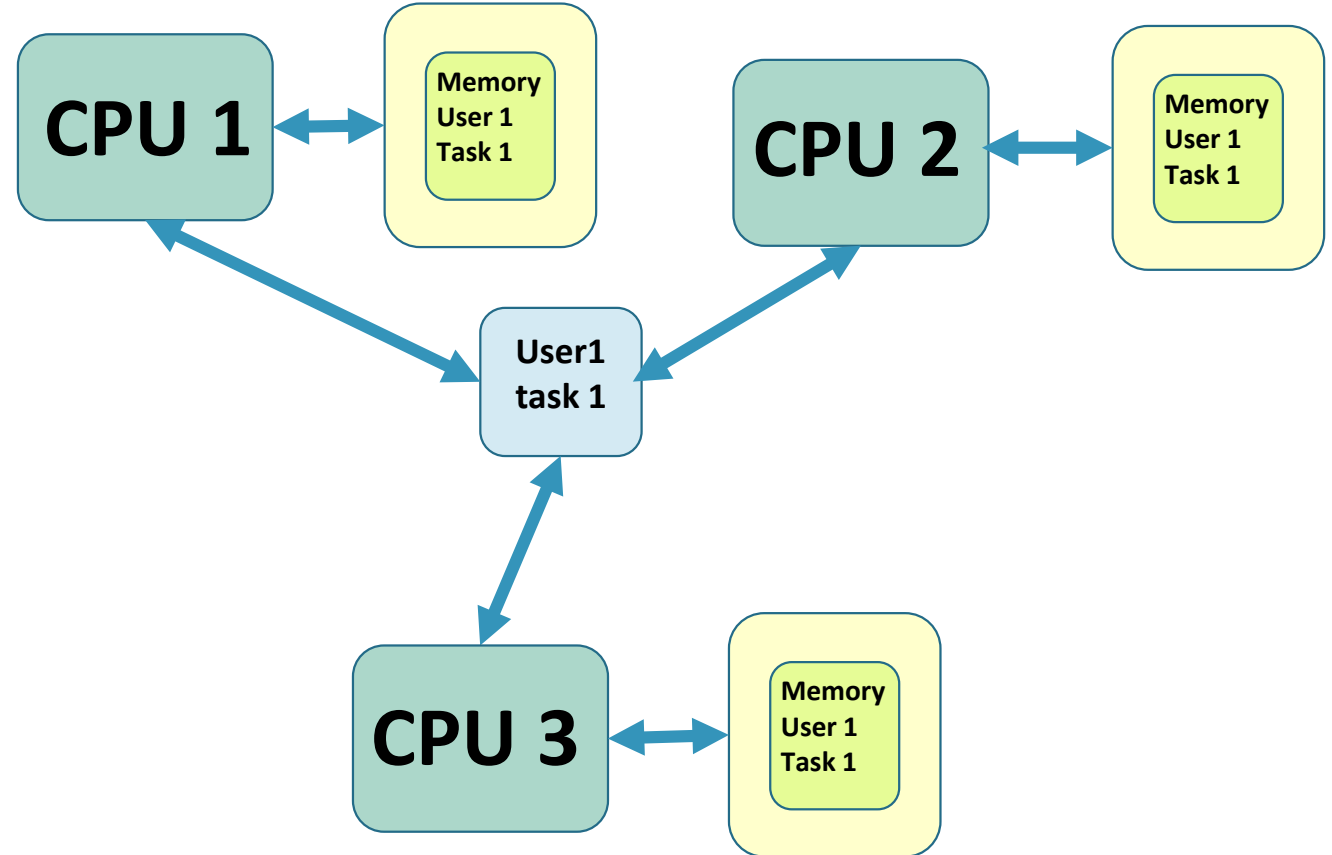 CPU 1
Memory
User 1
Task 1
CPU 2
Memory
User 1
Task 1
User1
task 1
CPU 3
Memory
User 1
Task 1